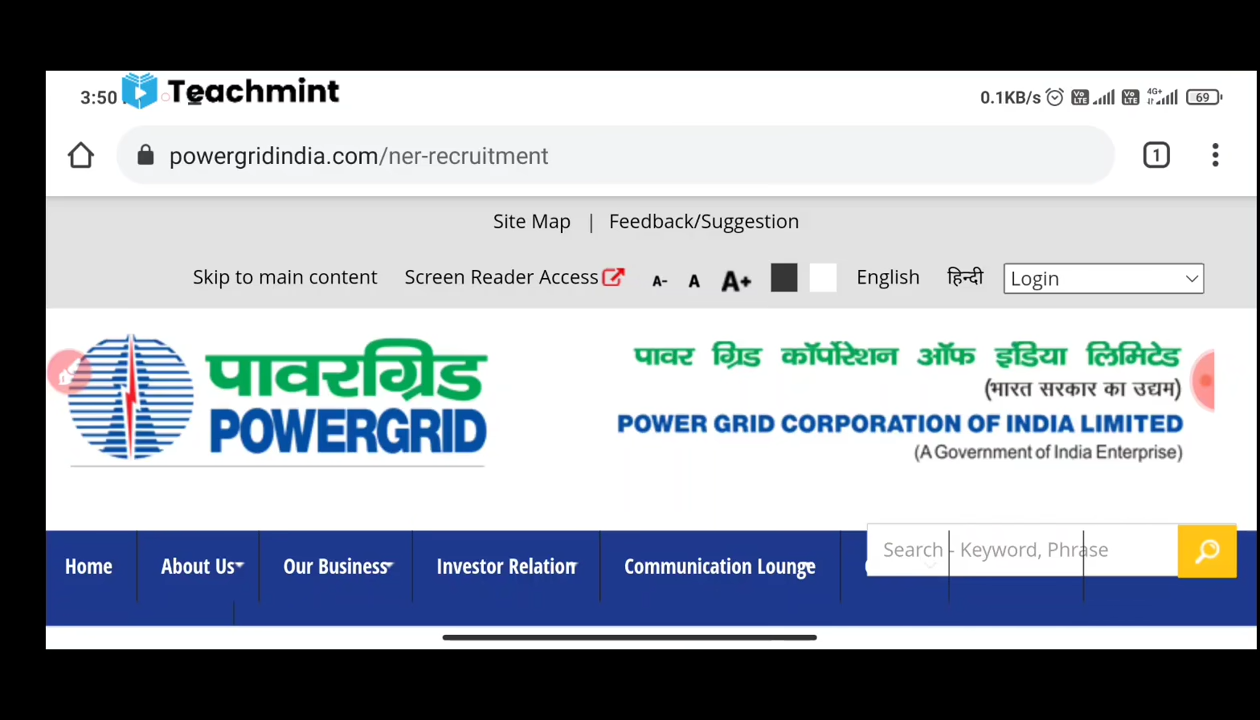 3:50
Teachmint
0.1KB/s
4G+
69
powergridindia.com/ner-recruitment
1
Site Map | Feedback/Suggestion
Skip to main content Screen Reader Access A- A A+ English हिन्दी Login
पावरग्रिड
POWERGRID
पावर ग्रिड कॉर्पोरेशन ऑफ इंडिया लिमिटेड
(भारत सरकार का उद्यम)
POWER GRID CORPORATION OF INDIA LIMITED
(A Government of India Enterprise)
Search - Keyword, Phrase
Home About Us Our Business Investor Relation Communication Lounge